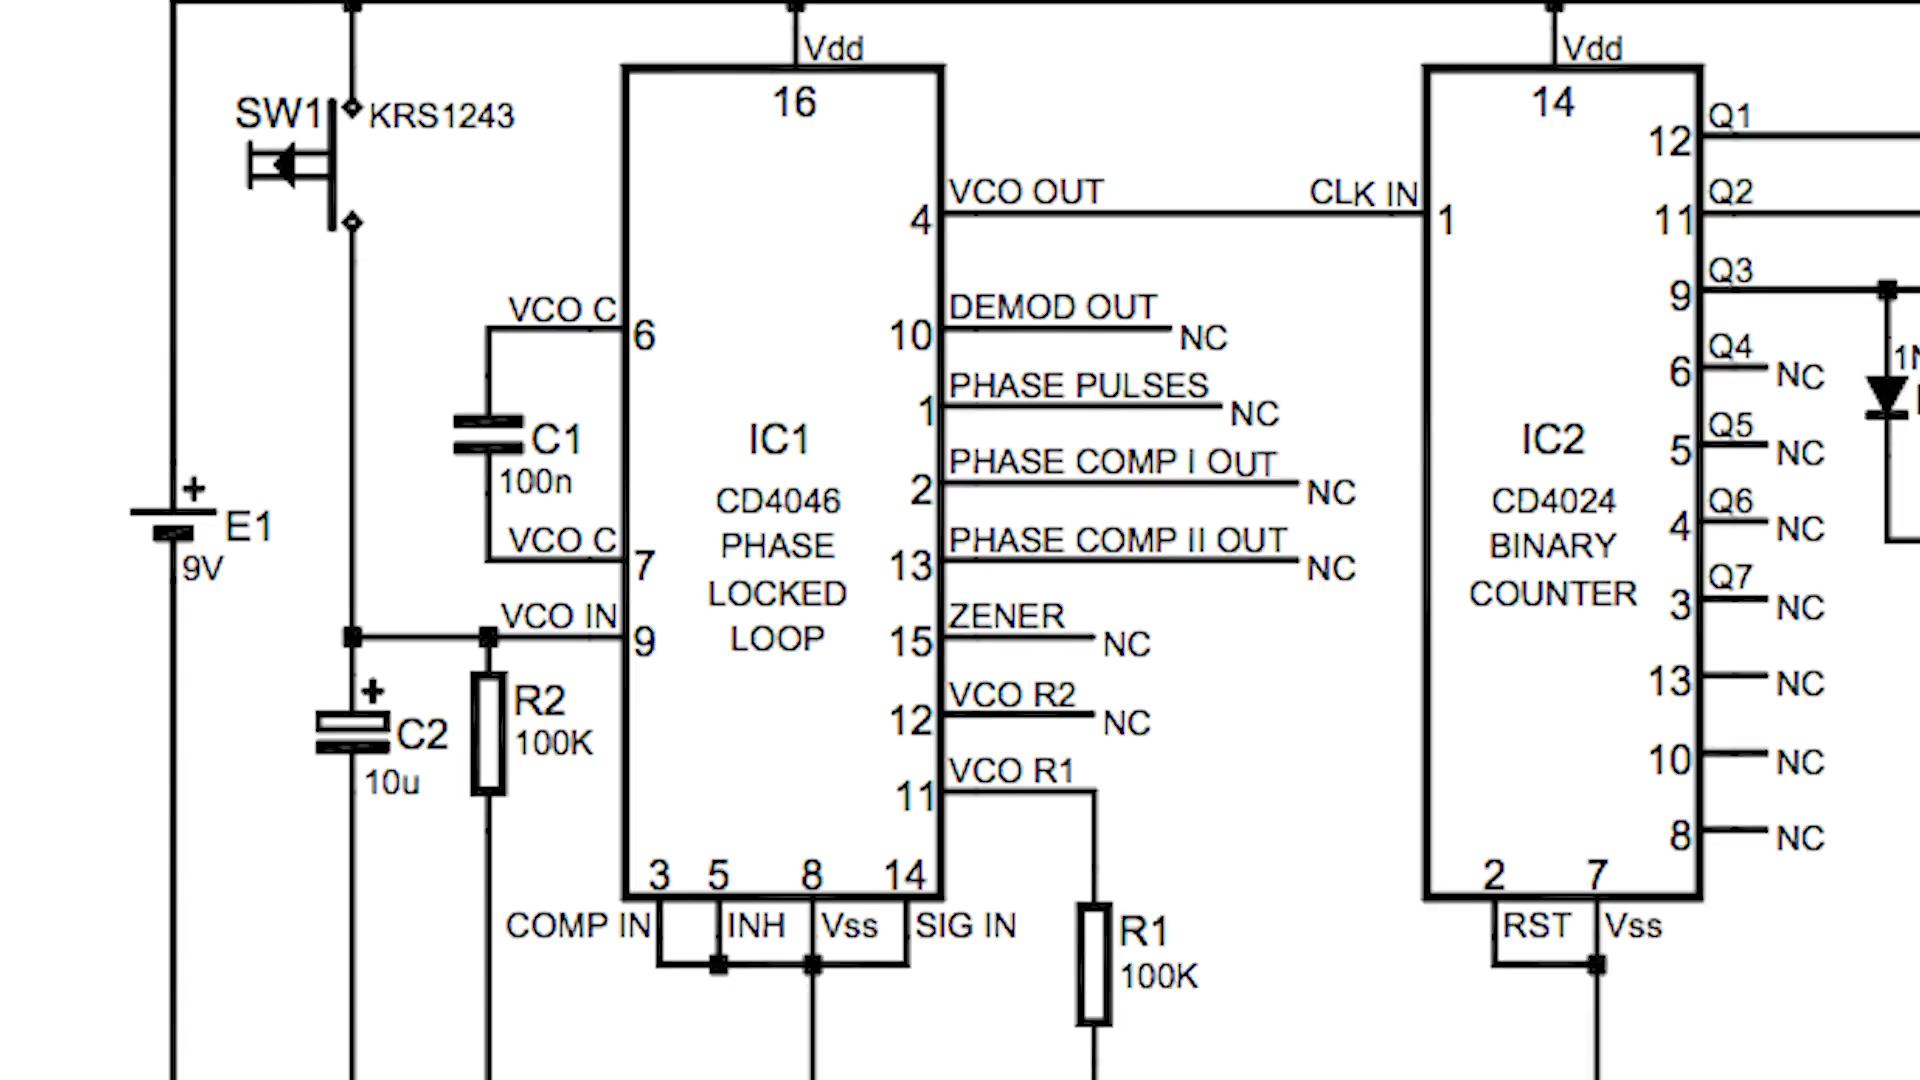 Vdd
Vdd
16
14
SW1
KRS1243
12
Q1
VCO OUT
CLK IN
4
1
11
Q2
VCO C
6
DEMOD OUT
10
NC
9
Q3
PHASE PULSES
1
NC
6
Q4
NC
C1
100n
IC1
CD4046
PHASE
LOCKED
LOOP
PHASE COMP I OUT
2
NC
IC2
CD4024
BINARY
COUNTER
5
Q5
NC
4
Q6
NC
+
E1
9V
VCO C
7
PHASE COMP II OUT
13
NC
3
Q7
NC
VCO IN
9
ZENER
15
NC
13
NC
+
C2
10u
R2
100K
VCO R2
12
NC
10
NC
VCO R1
11
8
NC
3 5 8 14
2 7
COMP IN INH Vss SIG IN
RST Vss
R1
100K